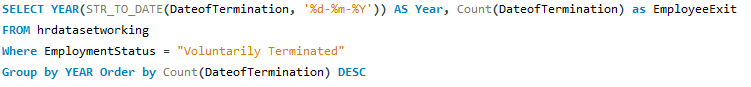 SELECT YEAR(STR_TO_DATE(DateofTermination, '%d-%m-%Y')) AS Year, Count(DateofTermination) as EmployeeExit
FROM hrdatasetworking
Where EmploymentStatus = "Voluntarily Terminated"
Group by YEAR Order by Count(DateofTermination) DESC